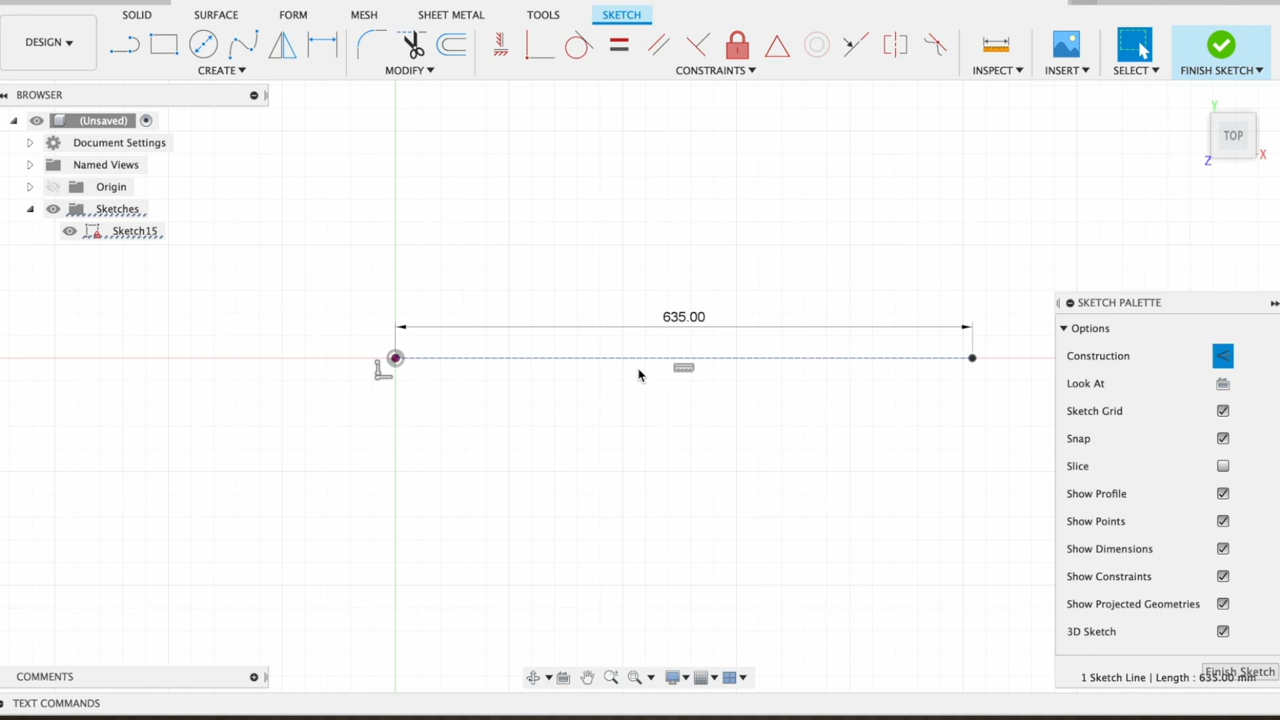 SOLID SURFACE FORM MESH SHEET METAL TOOLS SKETCH
DESIGN
CREATE MODIFY CONSTRAINTS INSPECT INSERT SELECT FINISH SKETCH
BROWSER
(Unsaved)
Document Settings
Named Views
Origin
Sketches
Sketch15
Y
TOP
X
Z
635.00
SKETCH PALETTE
Options
Construction
Look At
Sketch Grid
Snap
Slice
Show Profile
Show Points
Show Dimensions
Show Constraints
Show Projected Geometries
3D Sketch
Finish Sketch
1 Sketch Line | Length : 635.00 mm
COMMENTS
TEXT COMMANDS